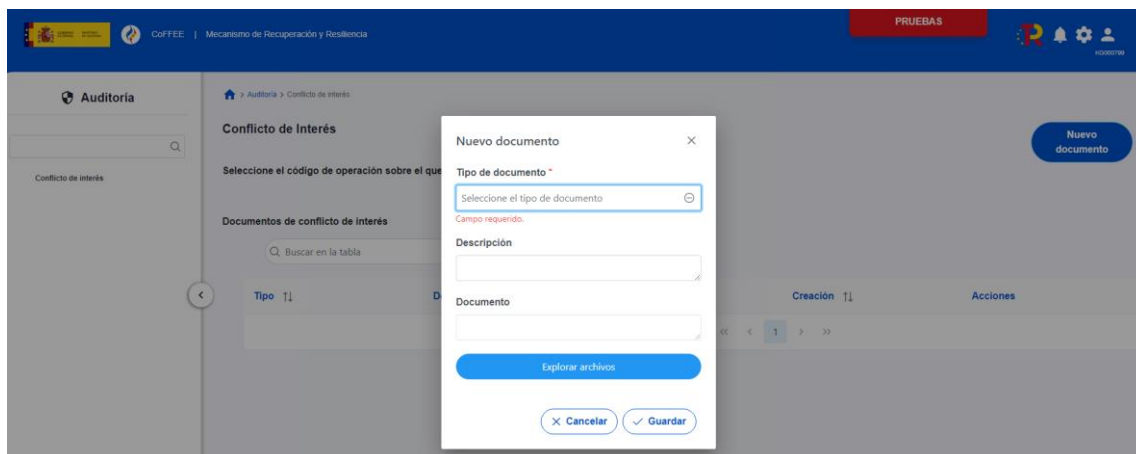 PRUEBAS
CoFFEE | Mecanismo de Recuperación y Resiliencia
Auditoría
> Auditoría > Conflicto de interés
Conflicto de Interés
Nuevo documento
Seleccione el código de operación sobre el que
Conflicto de interés
Documentos de conflicto de interés
Buscar en la tabla
Tipo
D
Creación
Acciones
<< < 1 > >>
Nuevo documento
Tipo de documento *
Seleccione el tipo de documento
Campo requerido.
Descripción
Documento
Explorar archivos
Cancelar
Guardar